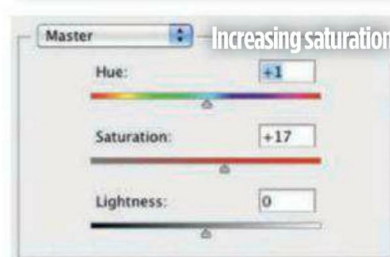 Master
Increasing saturation
Hue:
+1
Saturation:
+17
Lightness:
0